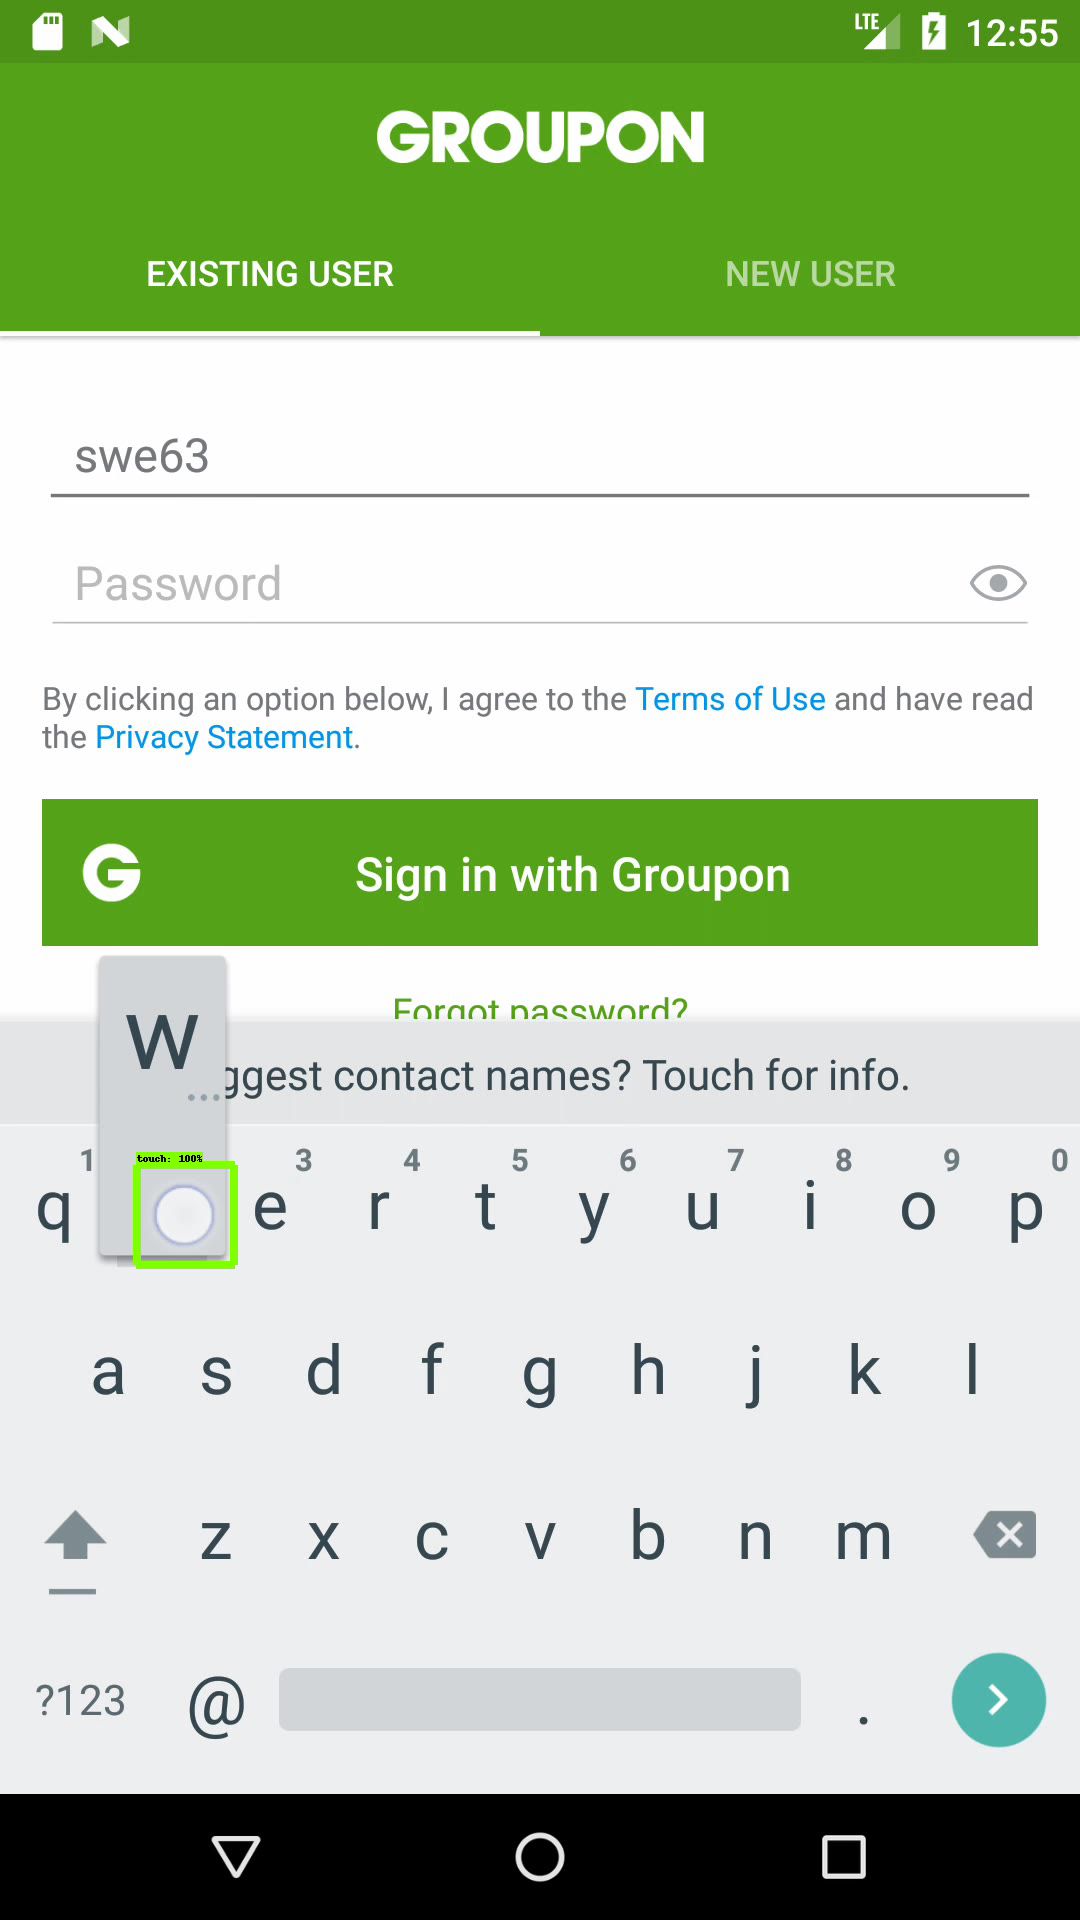 LTE 12:55
GROUPON
EXISTING USER NEW USER
swe63
Password
By clicking an option below, I agree to the Terms of Use and have read
the Privacy Statement.
G Sign in with Groupon
Forgot password?
w
...
ggest contact names? Touch for info.
touch: 100%
1 3 4 5 6 7 8 9 0
q e r t y u i o p
a s d f g h j k l
z x c v b n m
?123 @ .